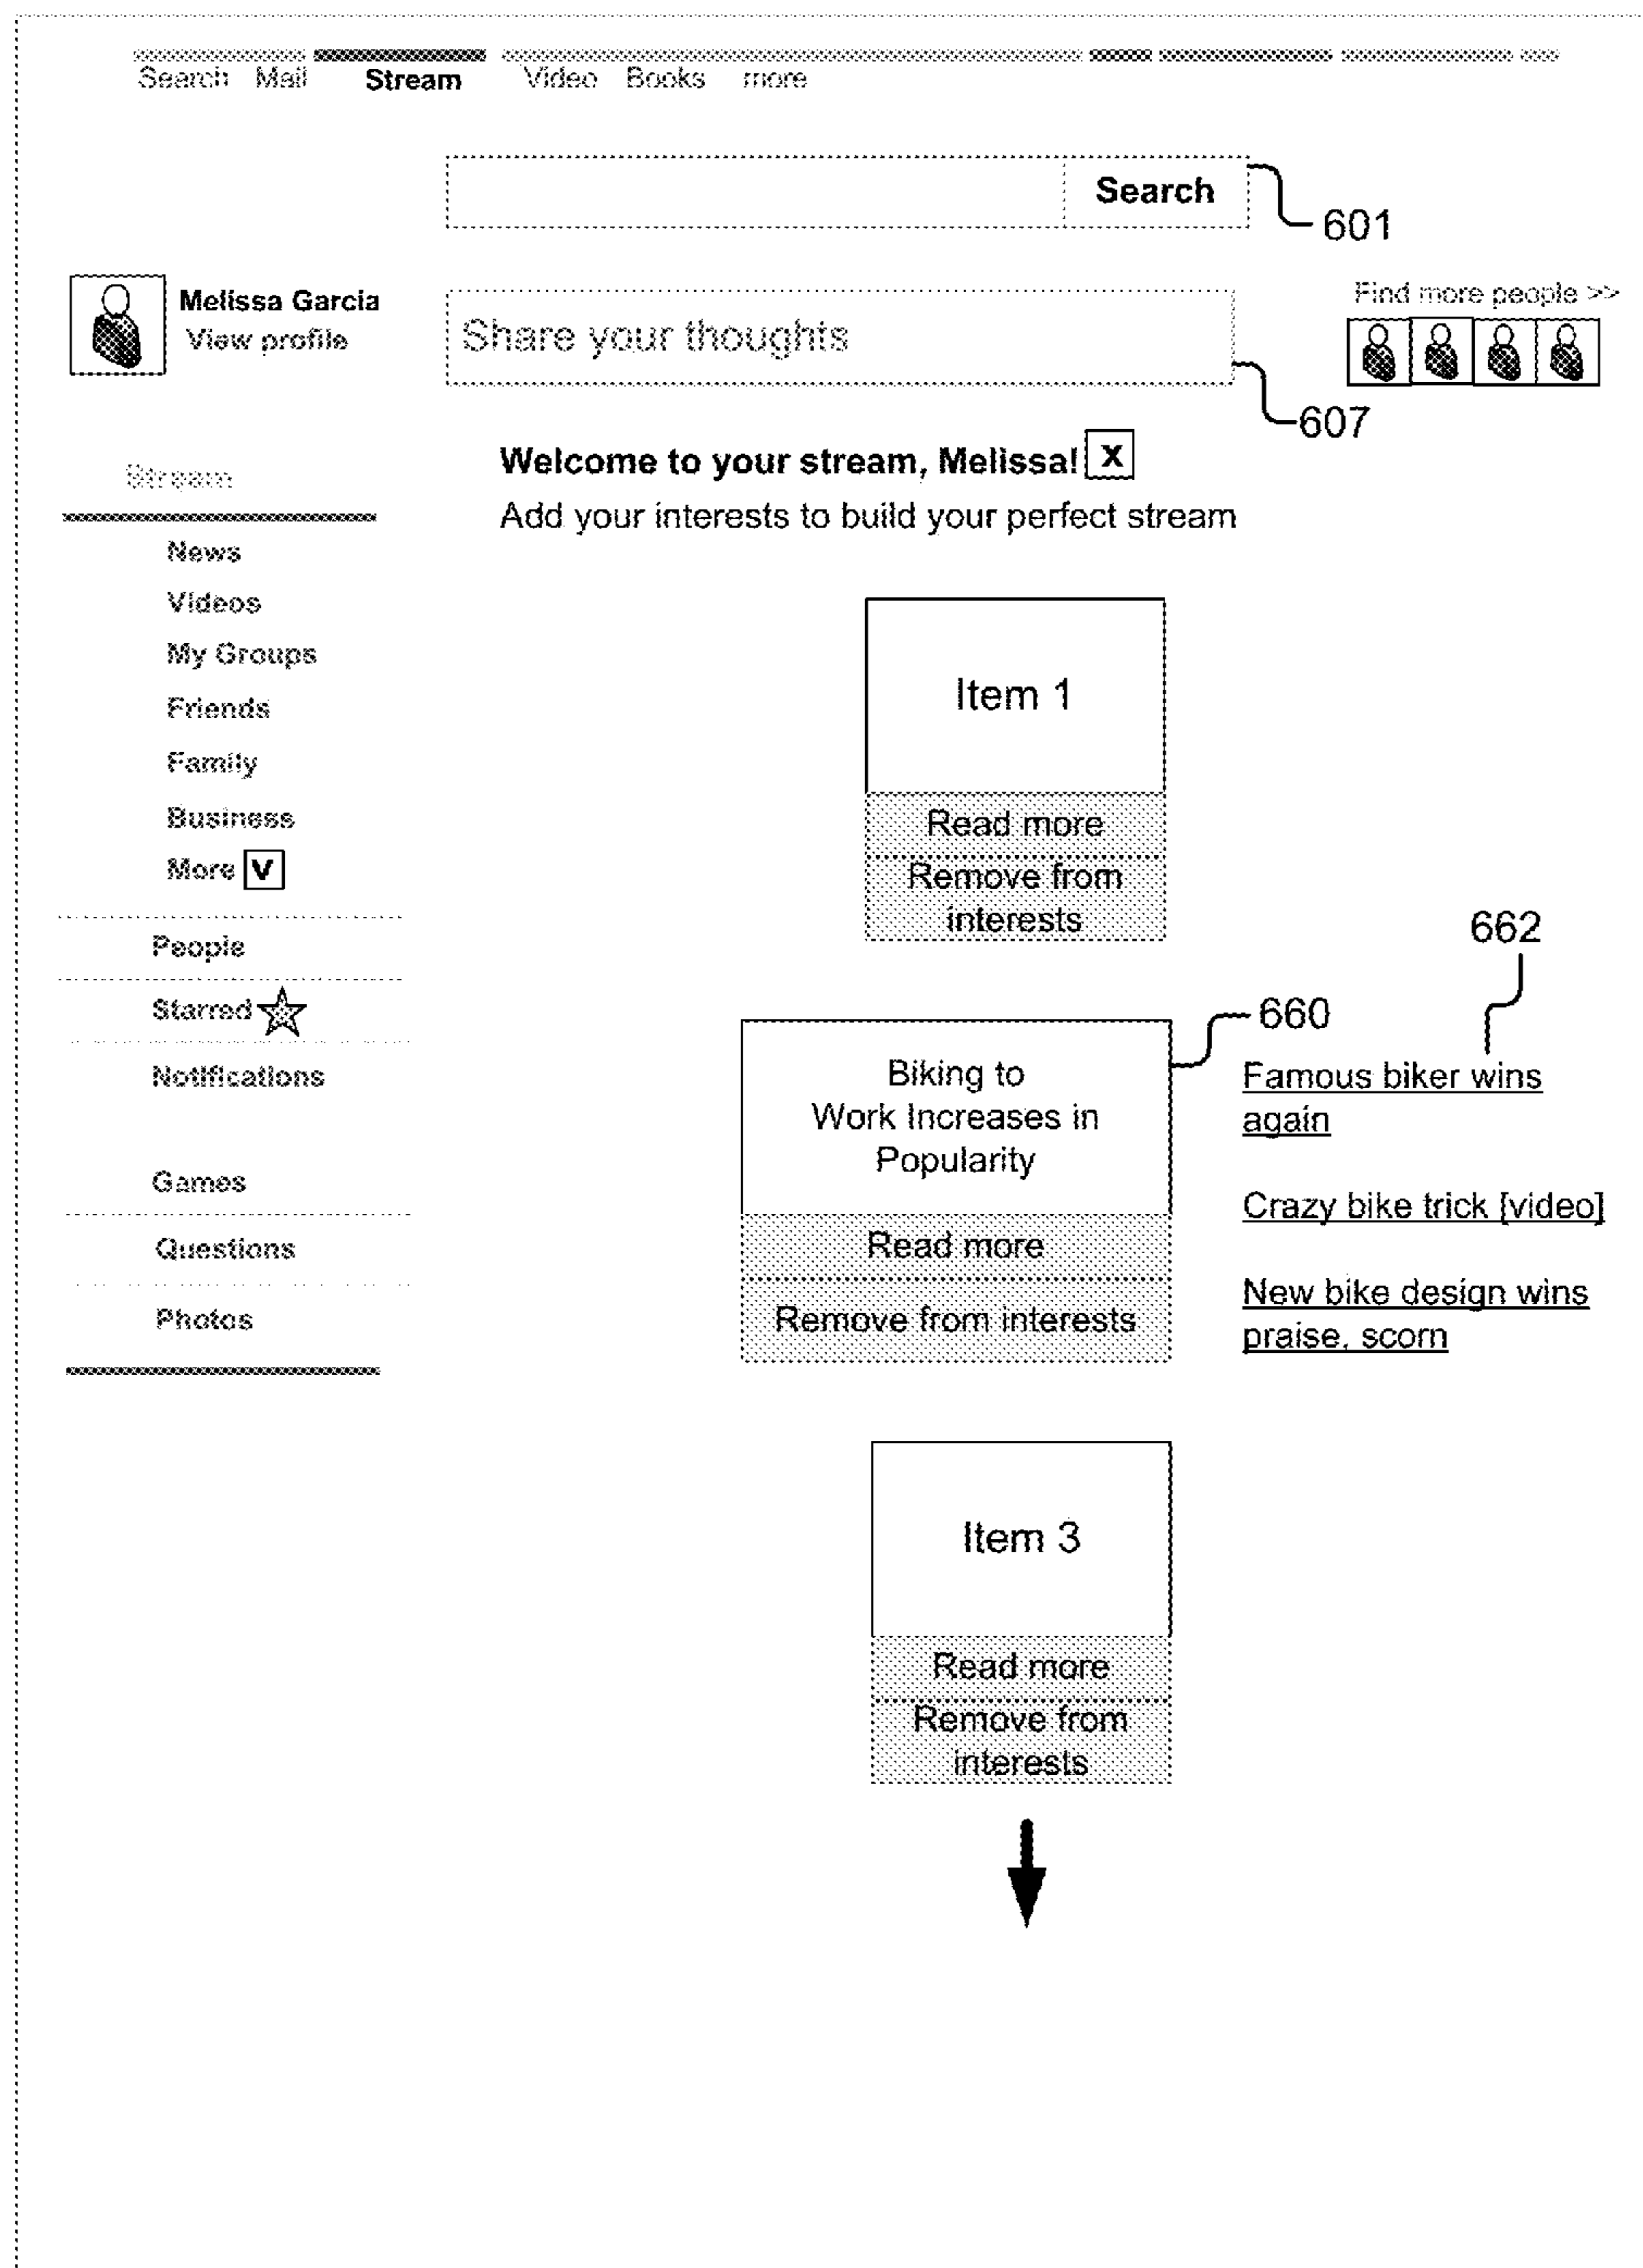 Search Mail Stream Video Books more
Search
601
Melissa Garcia
View profile
Share your thoughts
607
Find more people >>
Welcome to your stream, Melissa! X
Add your interests to build your perfect stream
Stream
News
Videos
My Groups
Friends
Family
Business
More V
People
Starred
Notifications
Games
Questions
Photos
Item 1
Read more
Remove from
interests
660
Biking to
Work Increases in
Popularity
Read more
Remove from interests
662
Famous biker wins
again
Crazy bike trick [video]
New bike design wins
praise, scorn
Item 3
Read more
Remove from
interests